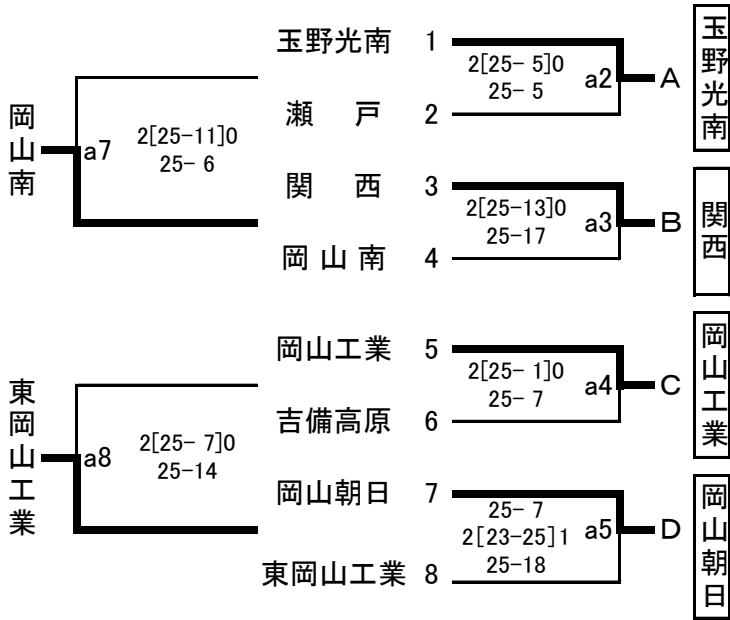 岡山南
a7
2[25-11]0
25- 6
東岡山工業
a8
2[25- 7]0
25-14
玉野光南 1
瀬 戸 2
関 西 3
岡 山 南 4
岡山工業 5
吉備高原 6
岡山朝日 7
東岡山工業 8
2[25- 5]0
25- 5
a2
A
玉野光南
2[25-13]0
25-17
a3
B
関西
2[25- 1]0
25- 7
a4
C
岡山工業
25- 7
2[23-25]1
25-18
a5
D
岡山朝日